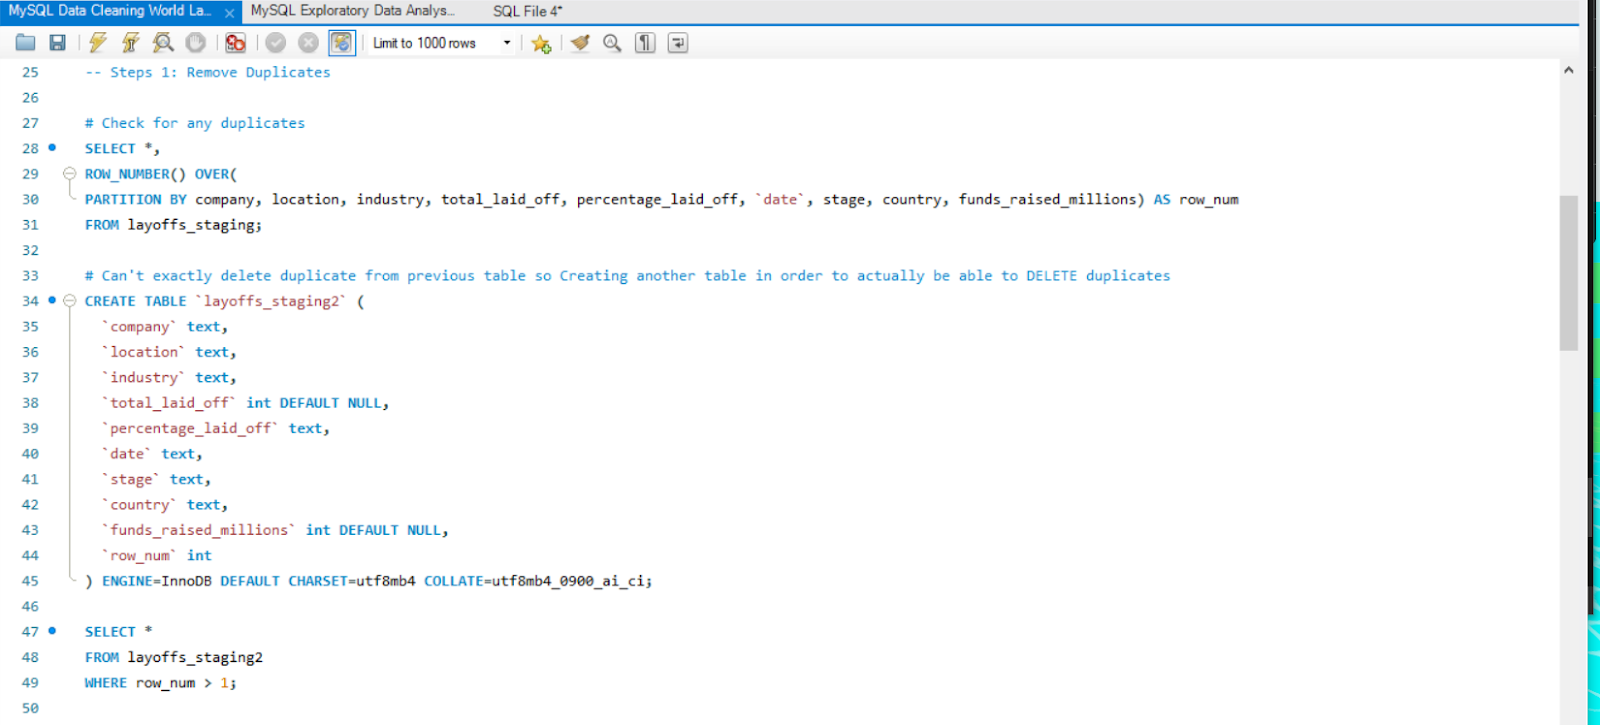 MySQL Data Cleaning World La... MySQL Exploratory Data Analys... SQL File 4*
Limit to 1000 rows
25 -- Steps 1: Remove Duplicates
26
27 # Check for any duplicates
28 SELECT *,
29 ROW_NUMBER() OVER(
30 PARTITION BY company, location, industry, total_laid_off, percentage_laid_off, `date`, stage, country, funds_raised_millions) AS row_num
31 FROM layoffs_staging;
32
33 # Can't exactly delete duplicate from previous table so Creating another table in order to actually be able to DELETE duplicates
34 CREATE TABLE `layoffs_staging2` (
35 `company` text,
36 `location` text,
37 `industry` text,
38 `total_laid_off` int DEFAULT NULL,
39 `percentage_laid_off` text,
40 `date` text,
41 `stage` text,
42 `country` text,
43 `funds_raised_millions` int DEFAULT NULL,
44 `row_num` int
45 ) ENGINE=InnoDB DEFAULT CHARSET=utf8mb4 COLLATE=utf8mb4_0900_ai_ci;
46
47 SELECT *
48 FROM layoffs_staging2
49 WHERE row_num > 1;
50